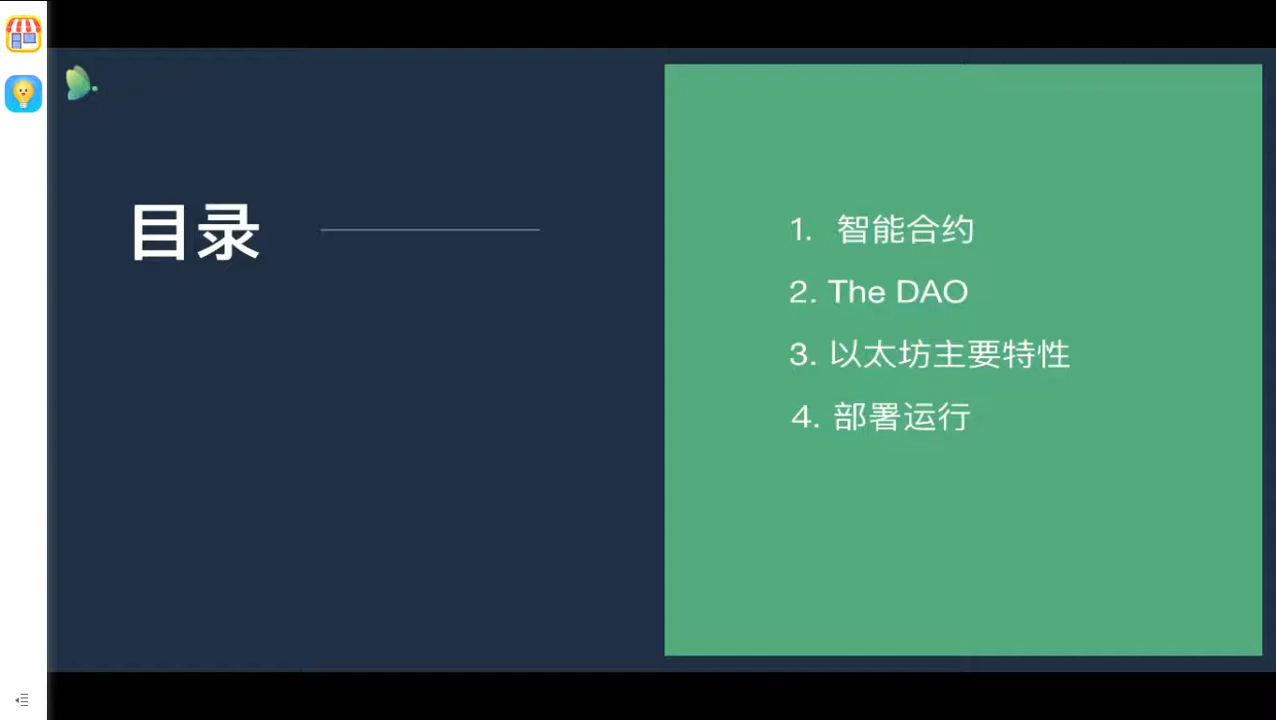 目录
1. 智能合约
2. The DAO
3. 以太坊主要特性
4. 部署运行